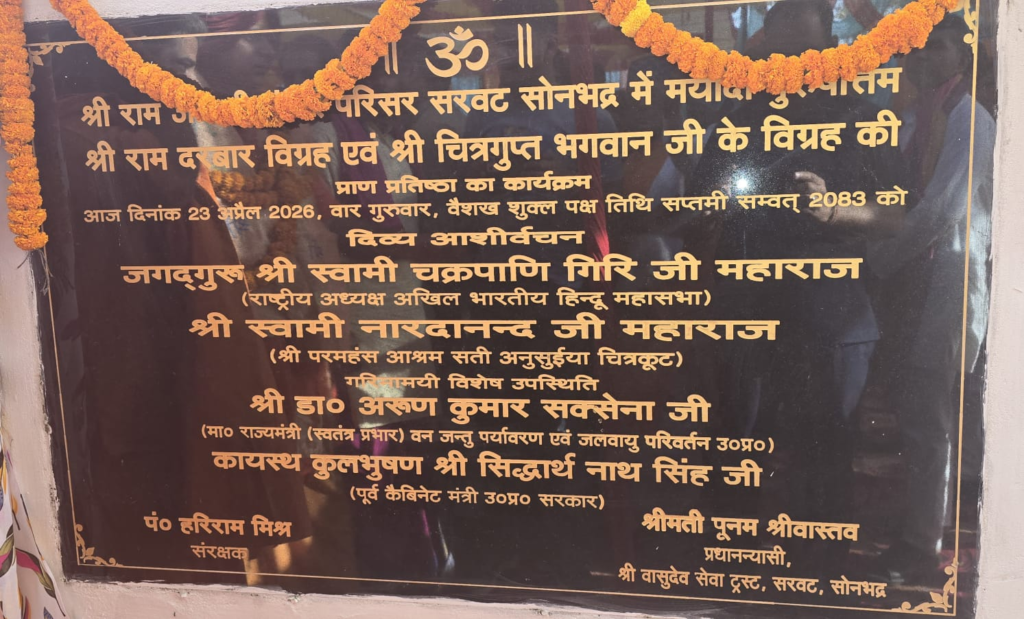 ॥ ॐ ॥
श्री राम परिसर सरवट सोनभद्र में मर्यादा पुरुषोत्तम
श्री राम दरबार विग्रह एवं श्री चित्रगुप्त भगवान जी के विग्रह की
प्राण प्रतिष्ठा का कार्यक्रम
आज दिनांक 23 अप्रैल 2026, वार गुरुवार, वैशख शुक्ल पक्ष तिथि सप्तमी सम्वत् 2083 को
दिव्य आशीर्वचन
जगद्‌गुरू श्री स्वामी चक्रपाणि गिरि जी महाराज
(राष्ट्रीय अध्यक्ष अखिल भारतीय हिन्दू महासभा)
श्री स्वामी नारदानन्द जी महाराज
(श्री परमहंस आश्रम सती अनुसुईया चित्रकूट)
गरिमामयी विशेष उपस्थिति
श्री डा० अरूण कुमार सक्सेना जी
(मा० राज्यमंत्री (स्वतंत्र प्रभार) वन जन्तु पर्यावरण एवं जलवायु परिवर्तन उ०प्र०)
कायस्थ कुलभुषण श्री सिद्धार्थ नाथ सिंह जी
(पूर्व कैबिनेट मंत्री उ०प्र० सरकार)
पं० हरिराम मिश्र
संरक्षक
श्रीमती पूनम श्रीवास्तव
प्रधानन्यासी,
श्री वासुदेव सेवा ट्रस्ट, सरवट, सोनभद्र